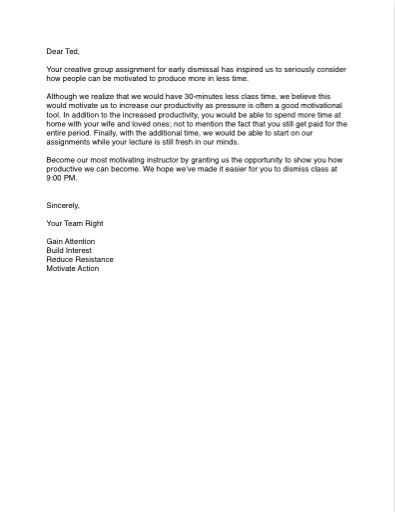 Dear Ted,
Your creative group assignment for early dismissal has inspired us to seriously consider
how people can be motivated to produce more in less time.
Although we realize that we would have 30-minutes less class time, we believe this
would motivate us to increase our productivity as pressure is often a good motivational
tool. In addition to the increased productivity, you would be able to spend more time at
home with your wife and loved ones; not to mention the fact that you still get paid for the
entire period. Finally, with the additional time, we would be able to start on our
assignments while your lecture is still fresh in our minds.
Become our most motivating instructor by granting us the opportunity to show you how
productive we can become. We hope we've made it easier for you to dismiss class at
9:00 PM.
Sincerely,
Your Team Right
Gain Attention
Build Interest
Reduce Resistance
Motivate Action